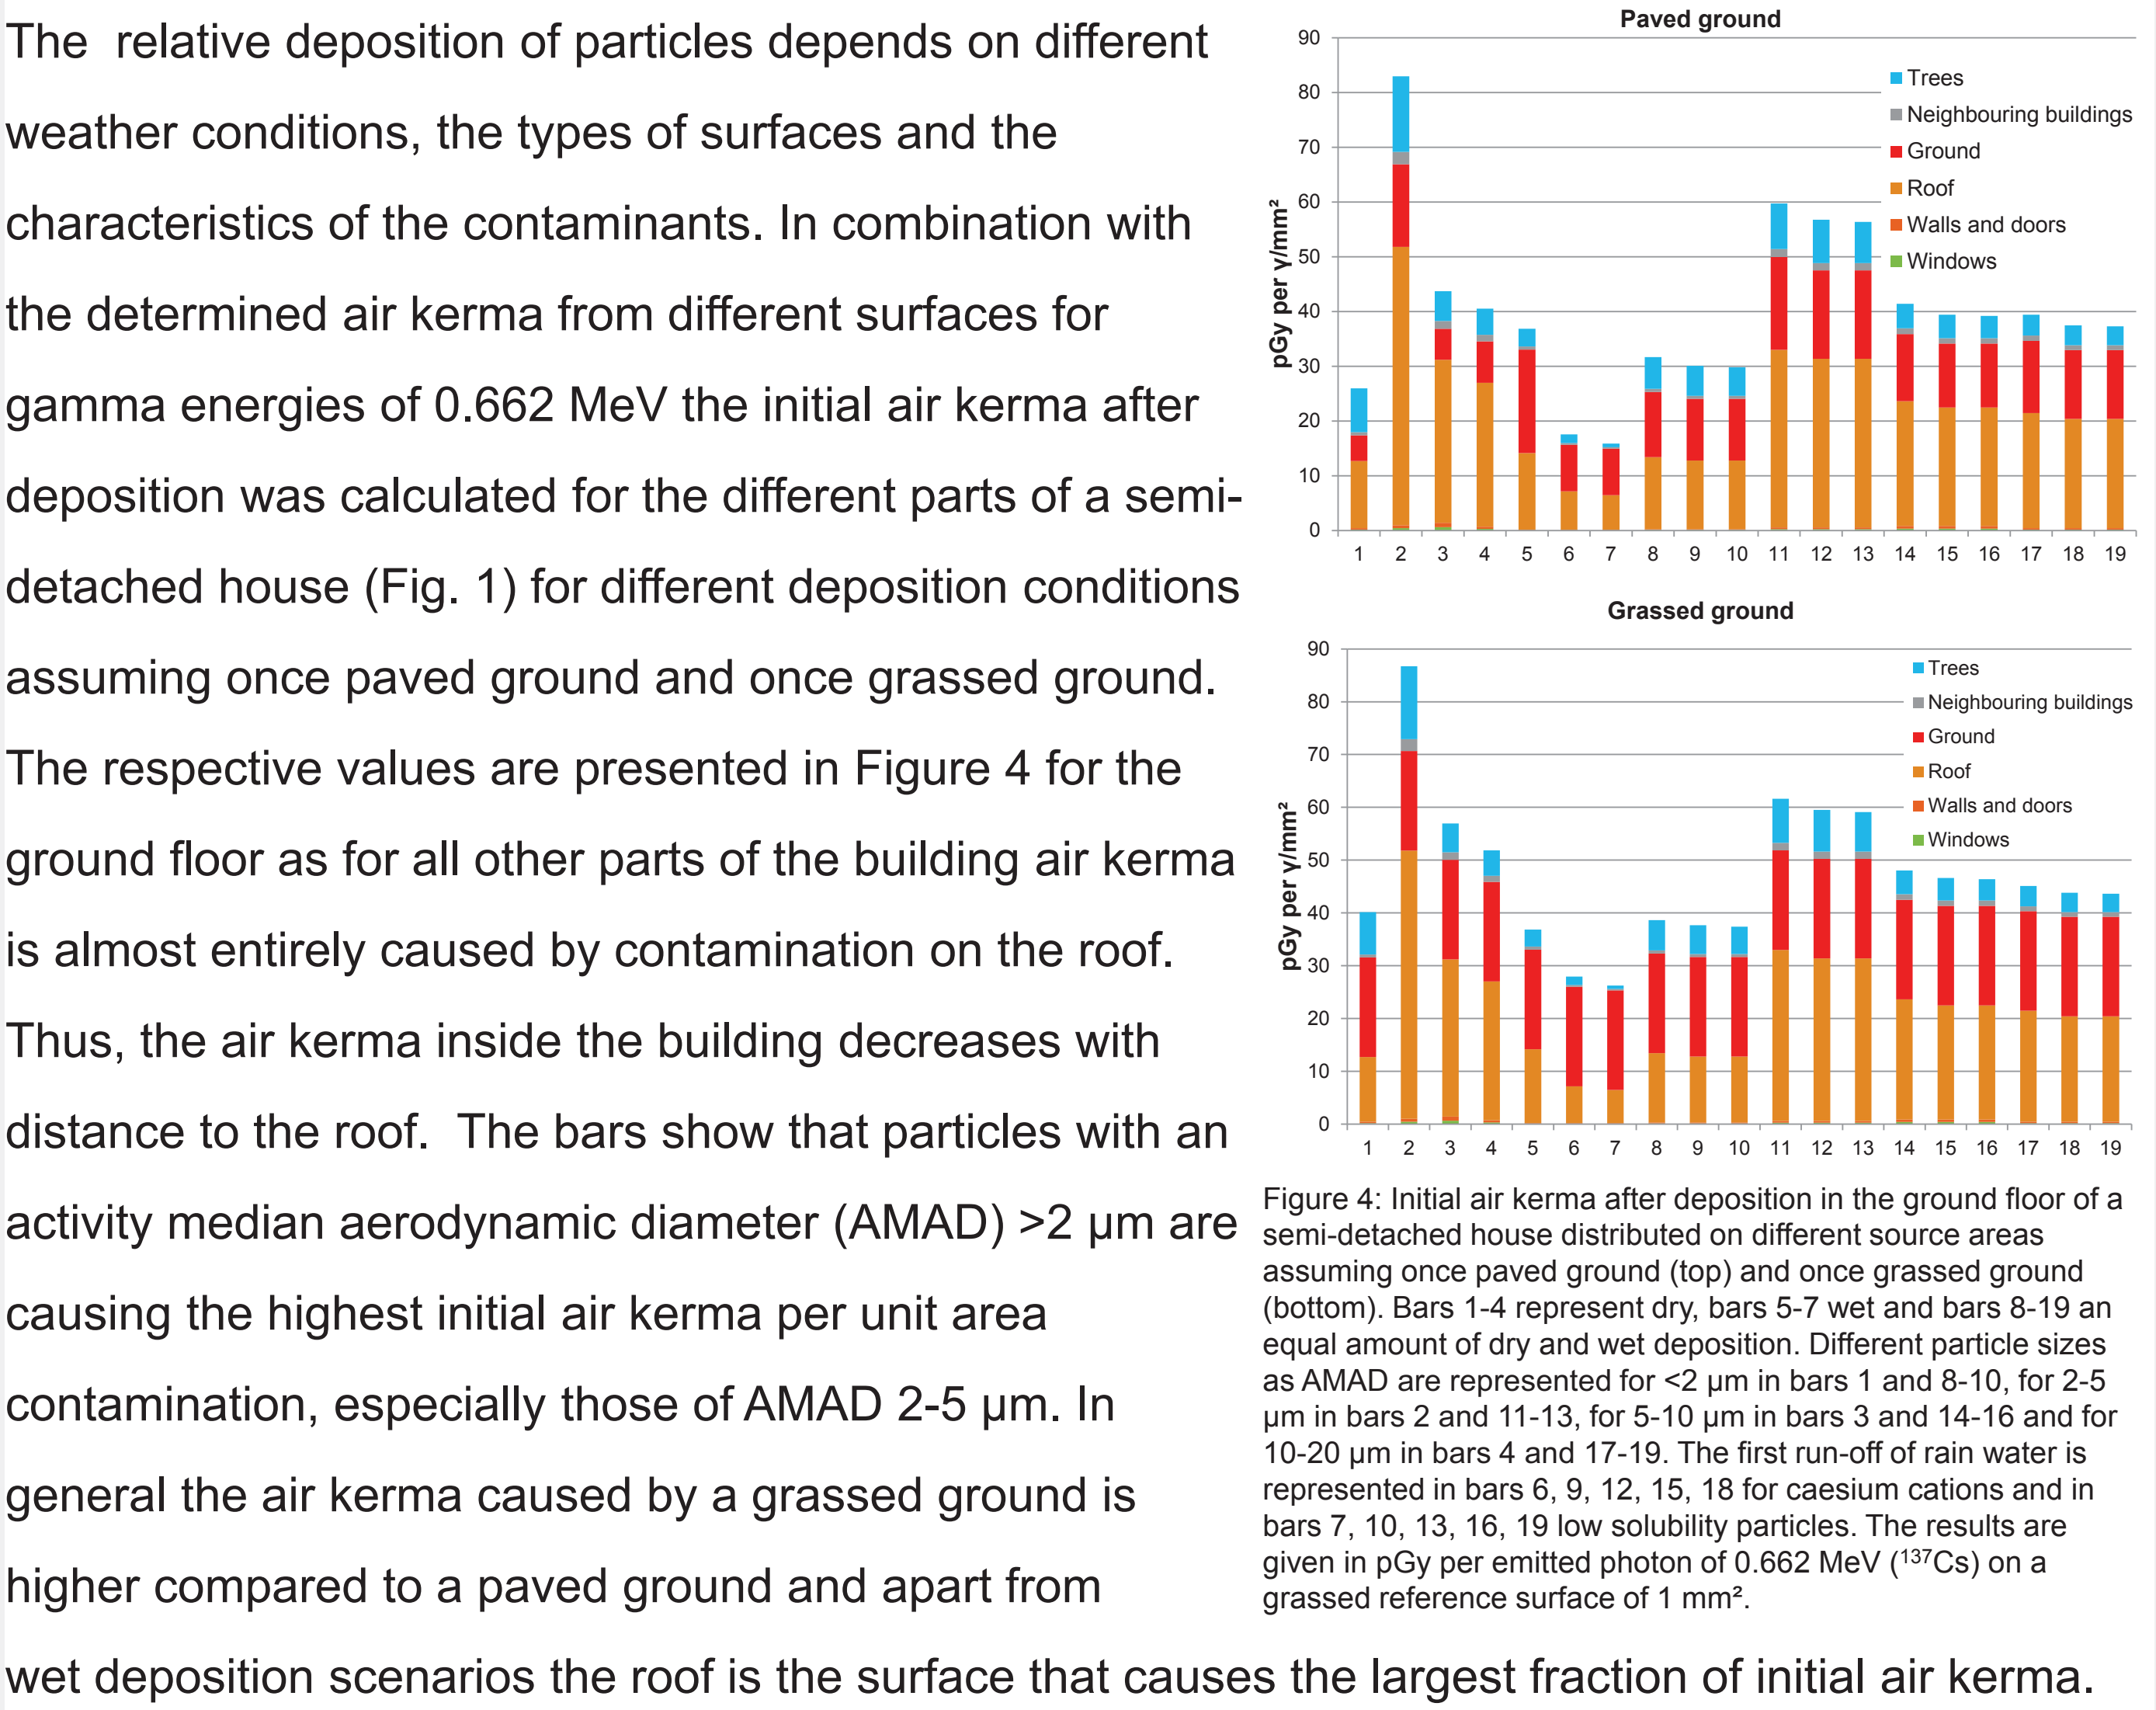 The relative deposition of particles depends on different
weather conditions, the types of surfaces and the
characteristics of the contaminants. In combination with
the determined air kerma from different surfaces for
gamma energies of 0.662 MeV the initial air kerma after
deposition was calculated for the different parts of a semi-
detached house (Fig. 1) for different deposition conditions
assuming once paved ground and once grassed ground.
The respective values are presented in Figure 4 for the
ground floor as for all other parts of the building air kerma
is almost entirely caused by contamination on the roof.
Thus, the air kerma inside the building decreases with
distance to the roof. The bars show that particles with an
activity median aerodynamic diameter (AMAD) >2 µm are
causing the highest initial air kerma per unit area
contamination, especially those of AMAD 2-5 µm. In
general the air kerma caused by a grassed ground is
higher compared to a paved ground and apart from
wet deposition scenarios the roof is the surface that causes the largest fraction of initial air kerma.
Paved ground
90
80
70
60
50
40
30
20
10
0
pGy per γ/mm²
Trees
Neighbouring buildings
Ground
Roof
Walls and doors
Windows
1 2 3 4 5 6 7 8 9 10 11 12 13 14 15 16 17 18 19
Grassed ground
90
80
70
60
50
40
30
20
10
0
pGy per γ/mm²
Trees
Neighbouring buildings
Ground
Roof
Walls and doors
Windows
1 2 3 4 5 6 7 8 9 10 11 12 13 14 15 16 17 18 19
Figure 4: Initial air kerma after deposition in the ground floor of a
semi-detached house distributed on different source areas
assuming once paved ground (top) and once grassed ground
(bottom). Bars 1-4 represent dry, bars 5-7 wet and bars 8-19 an
equal amount of dry and wet deposition. Different particle sizes
as AMAD are represented for <2 µm in bars 1 and 8-10, for 2-5
µm in bars 2 and 11-13, for 5-10 µm in bars 3 and 14-16 and for
10-20 µm in bars 4 and 17-19. The first run-off of rain water is
represented in bars 6, 9, 12, 15, 18 for caesium cations and in
bars 7, 10, 13, 16, 19 low solubility particles. The results are
given in pGy per emitted photon of 0.662 MeV (¹³⁷Cs) on a
grassed reference surface of 1 mm².